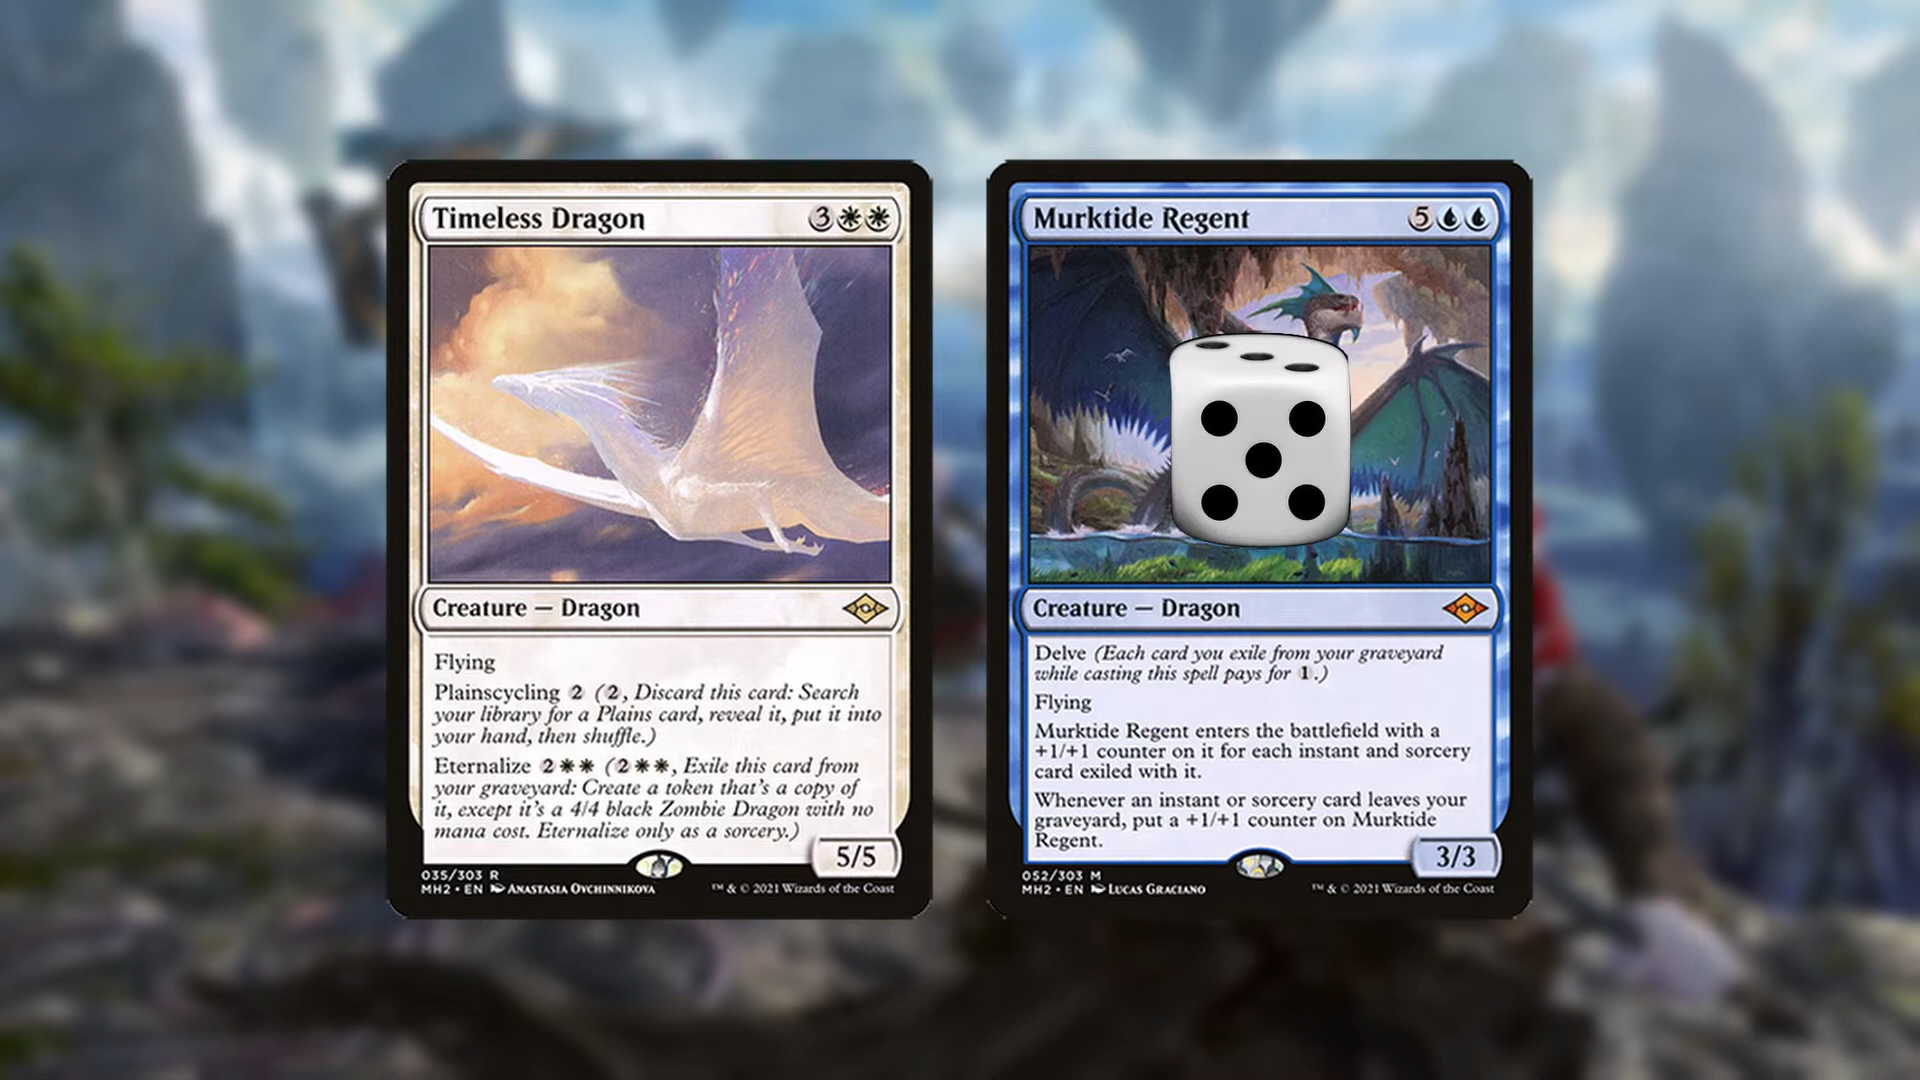 Timeless Dragon 3
Creature — Dragon
Flying
Plainscycling 2 (2, Discard this card: Search
your library for a Plains card, reveal it, put it into
your hand, then shuffle.)
Eternalize 2 (2, Exile this card from
your graveyard: Create a token that's a copy of
it, except it's a 4/4 black Zombie Dragon with no
mana cost. Eternalize only as a sorcery.)
5/5
035/303 R
MH2 • EN Anastasia Ovchinnikova
™ & © 2021 Wizards of the Coast
Murktide Regent 5
Creature — Dragon
Delve (Each card you exile from your graveyard
while casting this spell pays for 1.)
Flying
Murktide Regent enters the battlefield with a
+1/+1 counter on it for each instant and sorcery
card exiled with it.
Whenever an instant or sorcery card leaves your
graveyard, put a +1/+1 counter on Murktide
Regent.
3/3
052/303 M
MH2 • EN Lucas Graciano
™ & © 2021 Wizards of the Coast